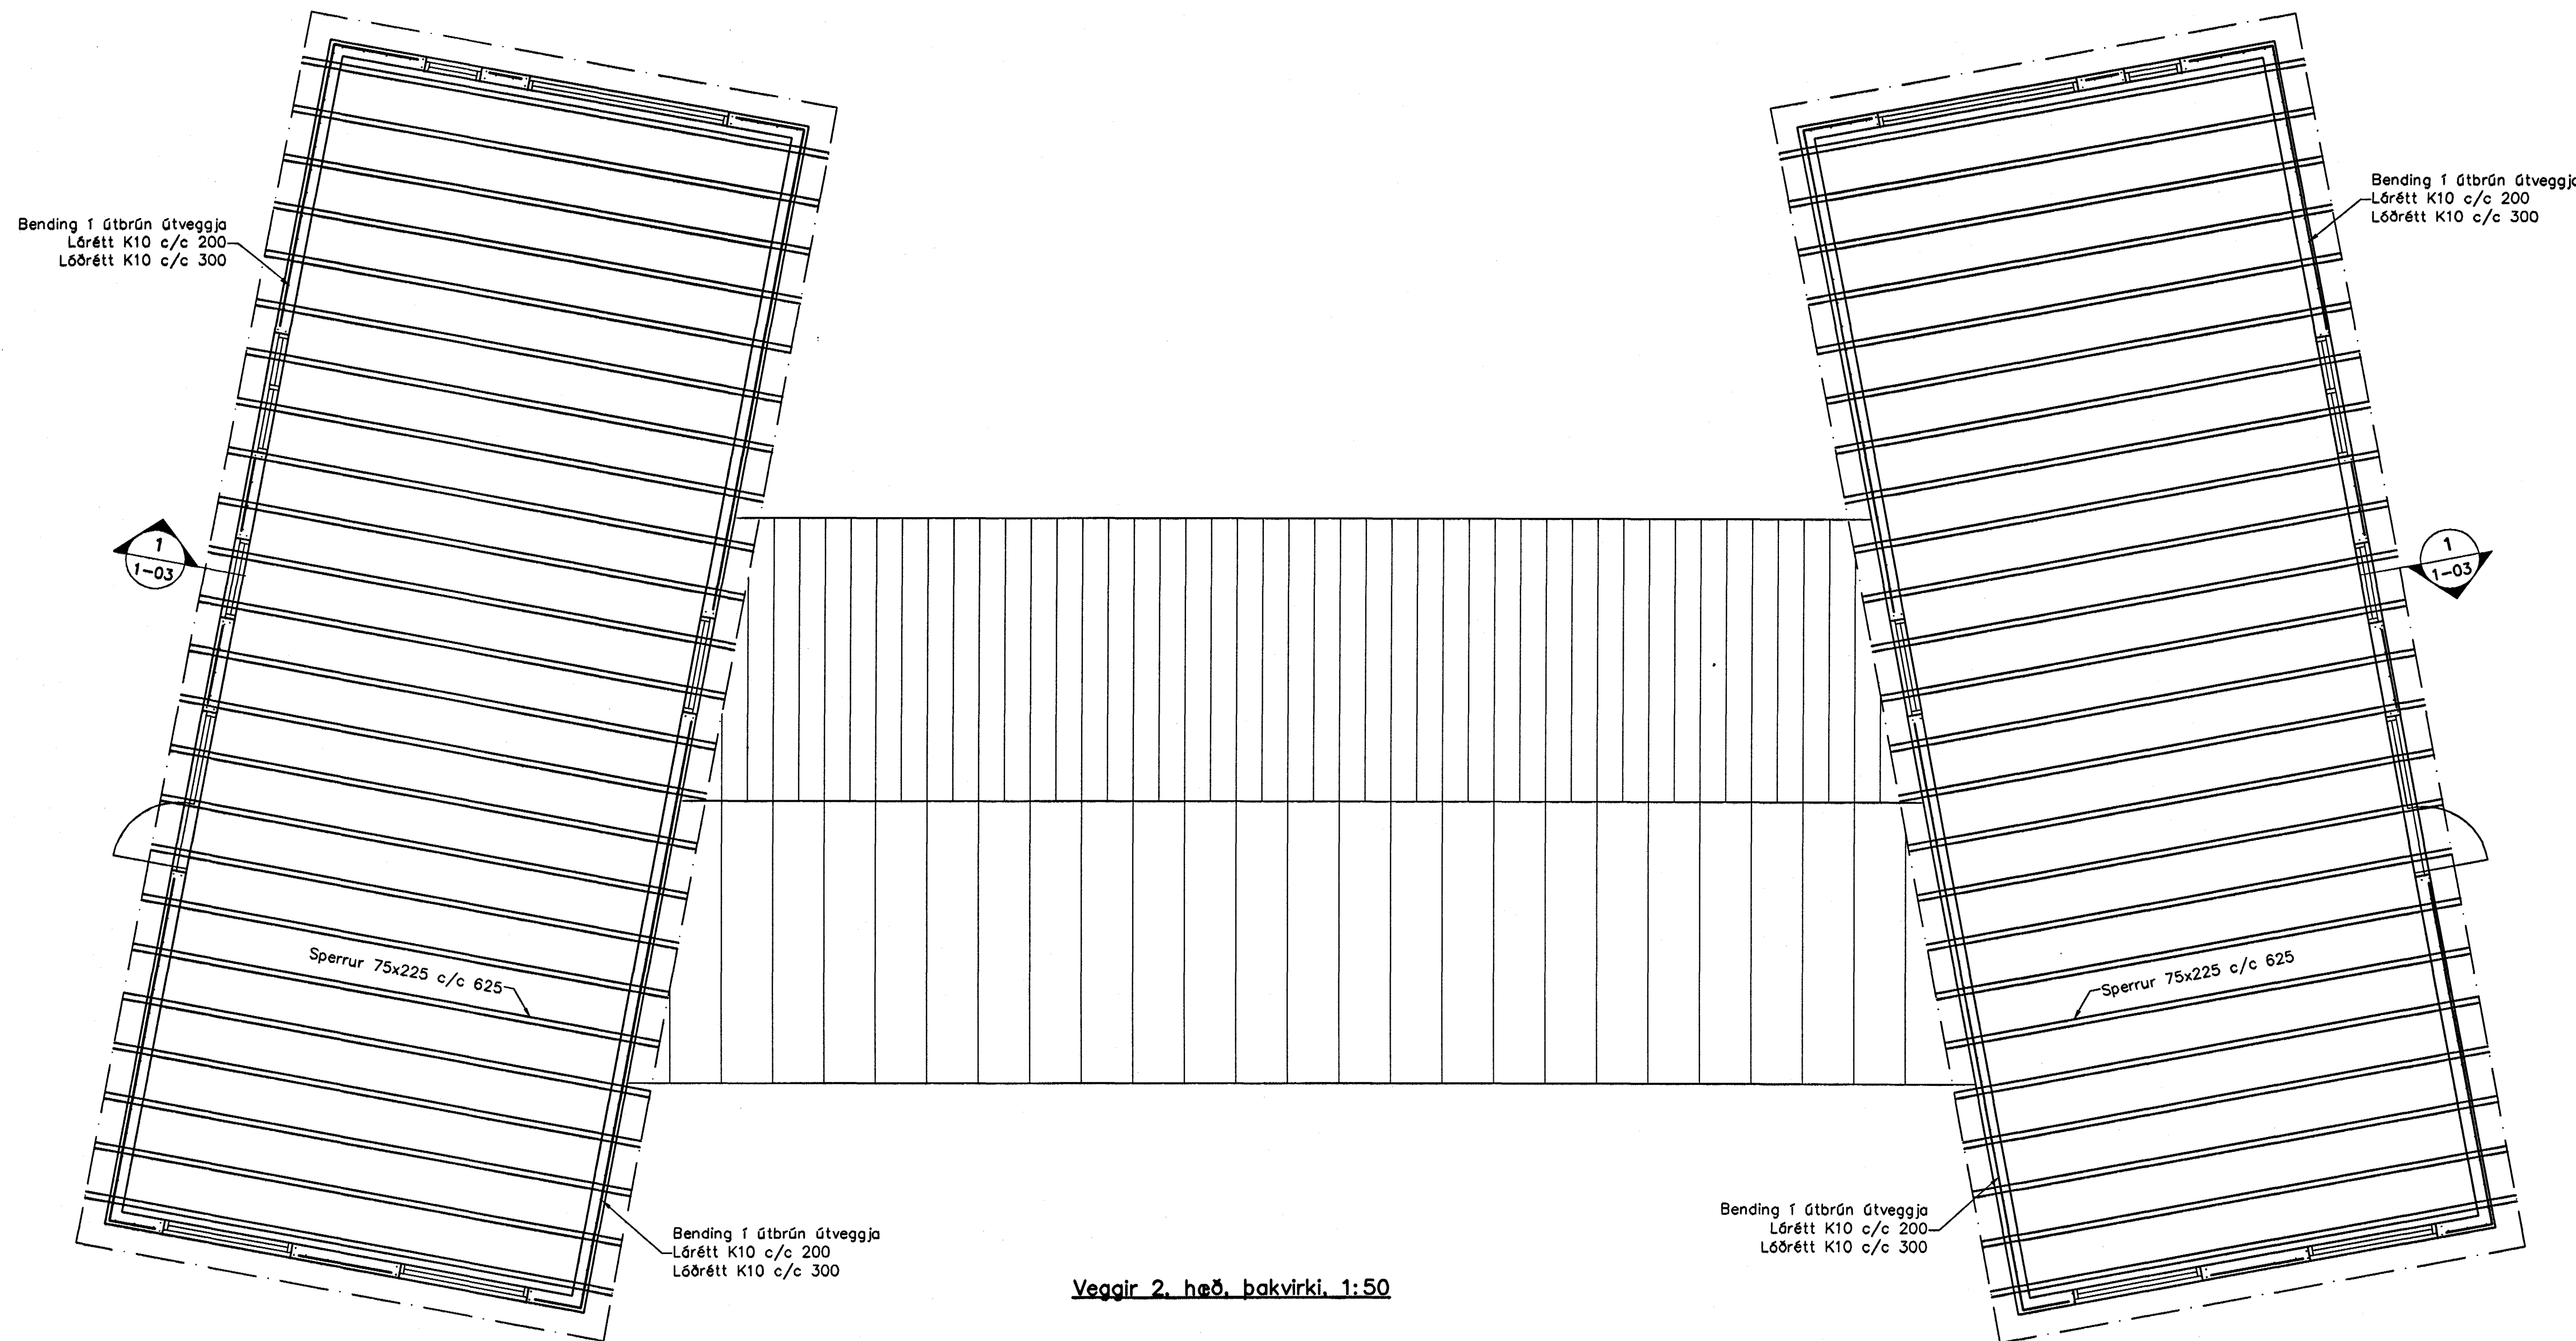 Bending í útbrún útveggja
Lárétt K10 c/c 200
Lóðrétt K10 c/c 300
Bending í útbrún útveggja
Lárétt K10 c/c 200
Lóðrétt K10 c/c 300
1
1-03
1
1-03
Sperrur 75x225 c/c 625
Sperrur 75x225 c/c 625
Bending í útbrún útveggja
Lárétt K10 c/c 200
Lóðrétt K10 c/c 300
Bending í útbrún útveggja
Lárétt K10 c/c 200
Lóðrétt K10 c/c 300
Veggir 2. hæð, þakvirki, 1:50